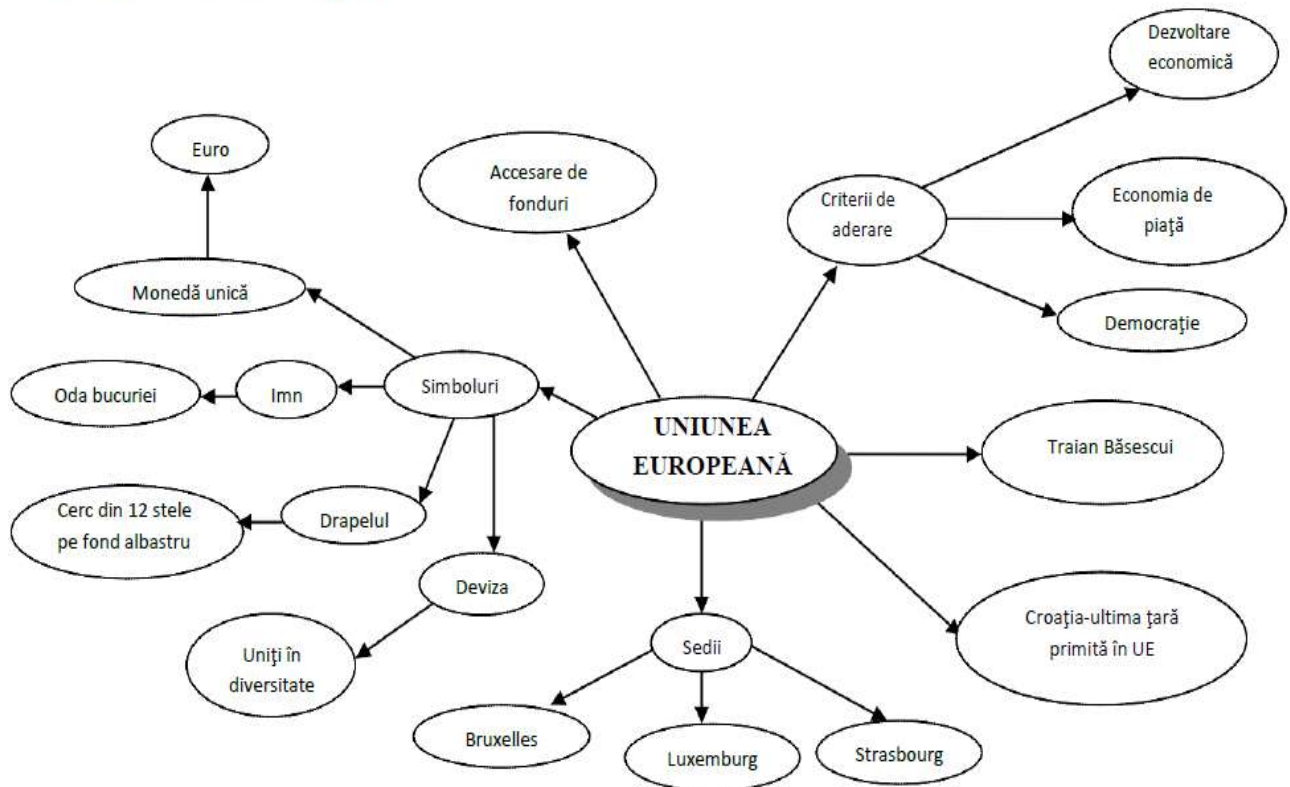 Dezvoltare
economică
Euro
Accesare de
fonduri
Criterii de
aderare
Economia de
piaţă
Monedă unică
Democraţie
Simboluri
Oda bucuriei
Imn
UNIUNEA
EUROPEANĂ
Traian Băsescui
Cerc din 12 stele
pe fond albastru
Drapelul
Deviza
Croaţia-ultima ţară
primită în UE
Sedii
Uniţi în
diversitate
Bruxelles
Luxemburg
Strasbourg